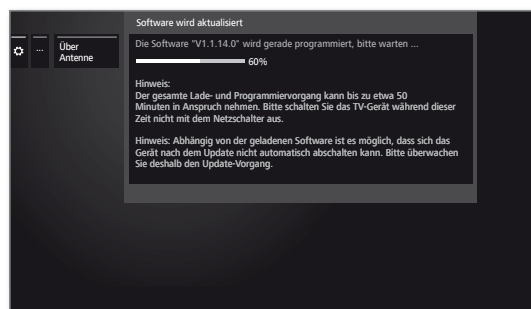 Software wird aktualisiert
...
Über
Antenne
Die Software "V1.1.14.0" wird gerade programmiert, bitte warten ...
60%
Hinweis:
Der gesamte Lade- und Programmiervorgang kann bis zu etwa 50
Minuten in Anspruch nehmen. Bitte schalten Sie das TV-Gerät während dieser
Zeit nicht mit dem Netzschalter aus.
Hinweis: Abhängig von der geladenen Software ist es möglich, dass sich das
Gerät nach dem Update nicht automatisch abschalten kann. Bitte überwachen
Sie deshalb den Update-Vorgang.